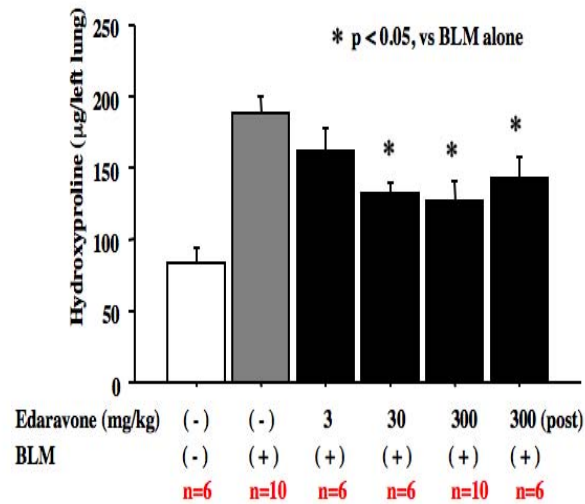 250
* p < 0.05, vs BLM alone
200
150
100
50
0
Hydroxyproline (μg/left lung)
* * *
Edaravone (mg/kg) (-) (-) 3 30 300 300 (post)
BLM (-) (+) (+) (+) (+) (+)
n=6 n=10 n=6 n=6 n=10 n=6